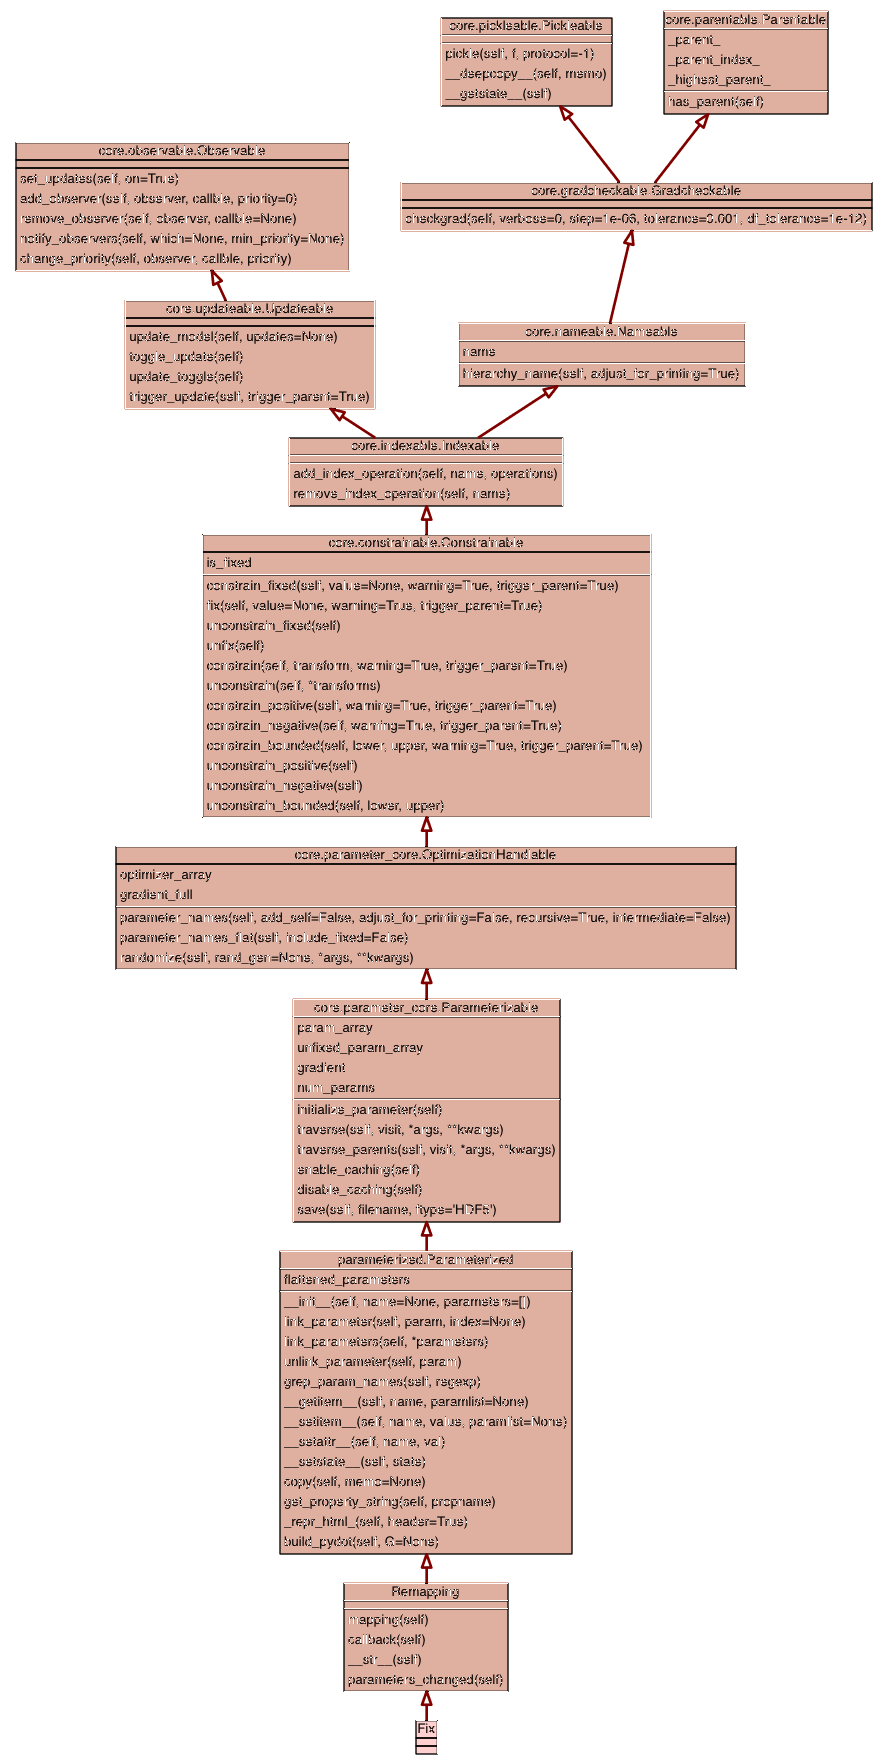 core.pickleable.Pickleable
pickle(self, f, protocol=-1)
__deepcopy__(self, memo)
__getstate__(self)
core.parentable.Parentable
_parent_
_parent_index_
_highest_parent_
has_parent(self)
core.observable.Observable
set_updates(self, on=True)
add_observer(self, observer, callble, priority=0)
remove_observer(self, observer, callble=None)
notify_observers(self, which=None, min_priority=None)
change_priority(self, observer, callble, priority)
core.gradcheckable.Gradcheckable
checkgrad(self, verbose=0, step=1e-06, tolerance=0.001, df_tolerance=1e-12)
core.updateable.Updateable
update_model(self, updates=None)
toggle_update(self)
update_toggle(self)
trigger_update(self, trigger_parent=True)
core.nameable.Nameable
name
hierarchy_name(self, adjust_for_printing=True)
core.indexable.Indexable
add_index_operation(self, name, operations)
remove_index_operation(self, name)
core.constrainable.Constrainable
is_fixed
constrain_fixed(self, value=None, warning=True, trigger_parent=True)
fix(self, value=None, warning=True, trigger_parent=True)
unconstrain_fixed(self)
unfix(self)
constrain(self, transform, warning=True, trigger_parent=True)
unconstrain(self, *transforms)
constrain_positive(self, warning=True, trigger_parent=True)
constrain_negative(self, warning=True, trigger_parent=True)
constrain_bounded(self, lower, upper, warning=True, trigger_parent=True)
unconstrain_positive(self)
unconstrain_negative(self)
unconstrain_bounded(self, lower, upper)
core.parameter_core.OptimizationHandlable
optimizer_array
gradient_full
parameter_names(self, add_self=False, adjust_for_printing=False, recursive=True, intermediate=False)
parameter_names_flat(self, include_fixed=False)
randomize(self, rand_gen=None, *args, **kwargs)
core.parameter_core.Parameterizable
param_array
unfixed_param_array
gradient
num_params
initialize_parameter(self)
traverse(self, visit, *args, **kwargs)
traverse_parents(self, visit, *args, **kwargs)
enable_caching(self)
disable_caching(self)
save(self, filename, ftype='HDF5')
parameterized.Parameterized
flattened_parameters
__init__(self, name=None, parameters=[])
link_parameter(self, param, index=None)
link_parameters(self, *parameters)
unlink_parameter(self, param)
grep_param_names(self, regexp)
__getitem__(self, name, paramlist=None)
__setitem__(self, name, value, paramlist=None)
__setattr__(self, name, val)
__setstate__(self, state)
copy(self, memo=None)
get_property_string(self, propname)
_repr_html_(self, header=True)
build_pydot(self, G=None)
Remapping
mapping(self)
callback(self)
__str__(self)
parameters_changed(self)
Fix